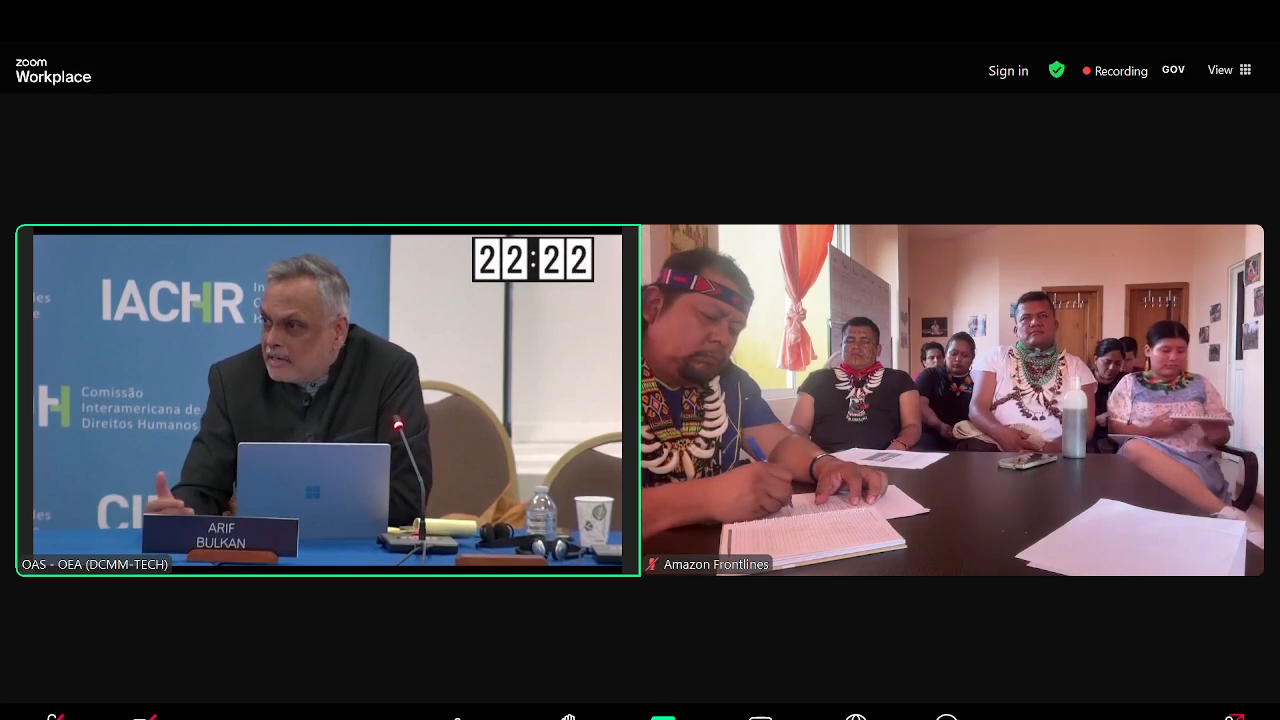 zoom
Workplace
Sign in
Recording
GOV
View
22:22
IACHR
In
C
Comissão
Interamericana de
Direitos Humanos
ARIF
BULKAN
OAS - OEA (DCMM-TECH)
Amazon Frontlines